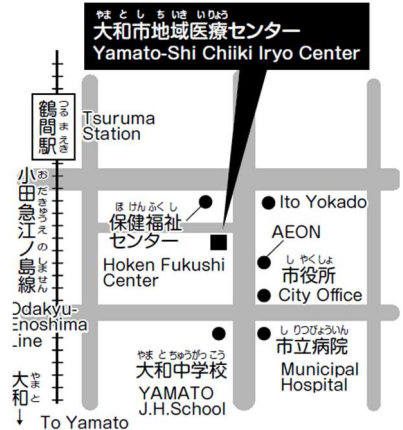 やまとしちいきいりょう
大和市地域医療センター
Yamato-Shi Chiiki Iryo Center
つるまえき
鶴間駅
Tsuruma
Station
おだきゅうえのしません
小田急江ノ島線
Odakyu-
Enoshima
Line
やまと
大和
↓
To Yamato
ほけんふくし
保健福祉
センター
Hoken Fukushi
Center
Ito Yokado
AEON
しやくしょ
市役所
City Office
やまとちゅうがっこう
大和中学校
YAMATO
J.H.School
しりつびょういん
市立病院
Municipal
Hospital